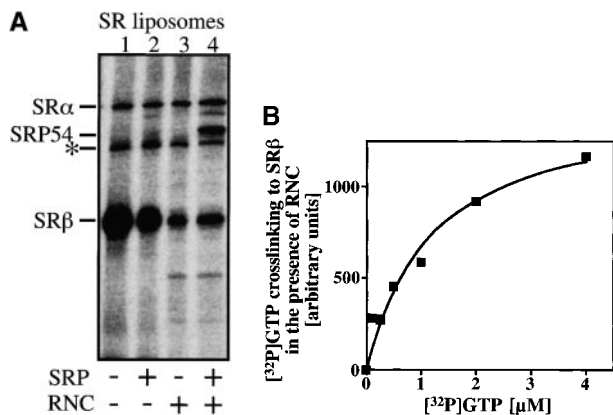 A
SR liposomes
1 2 3 4
SRα
SRP54
*
SRβ
SRP - + - +
RNC - - + +
B
[³²P]GTP crosslinking to SRβ
in the presence of RNC
[arbitrary units]
1000
500
0
0 1 2 3 4
[³²P]GTP [μM]